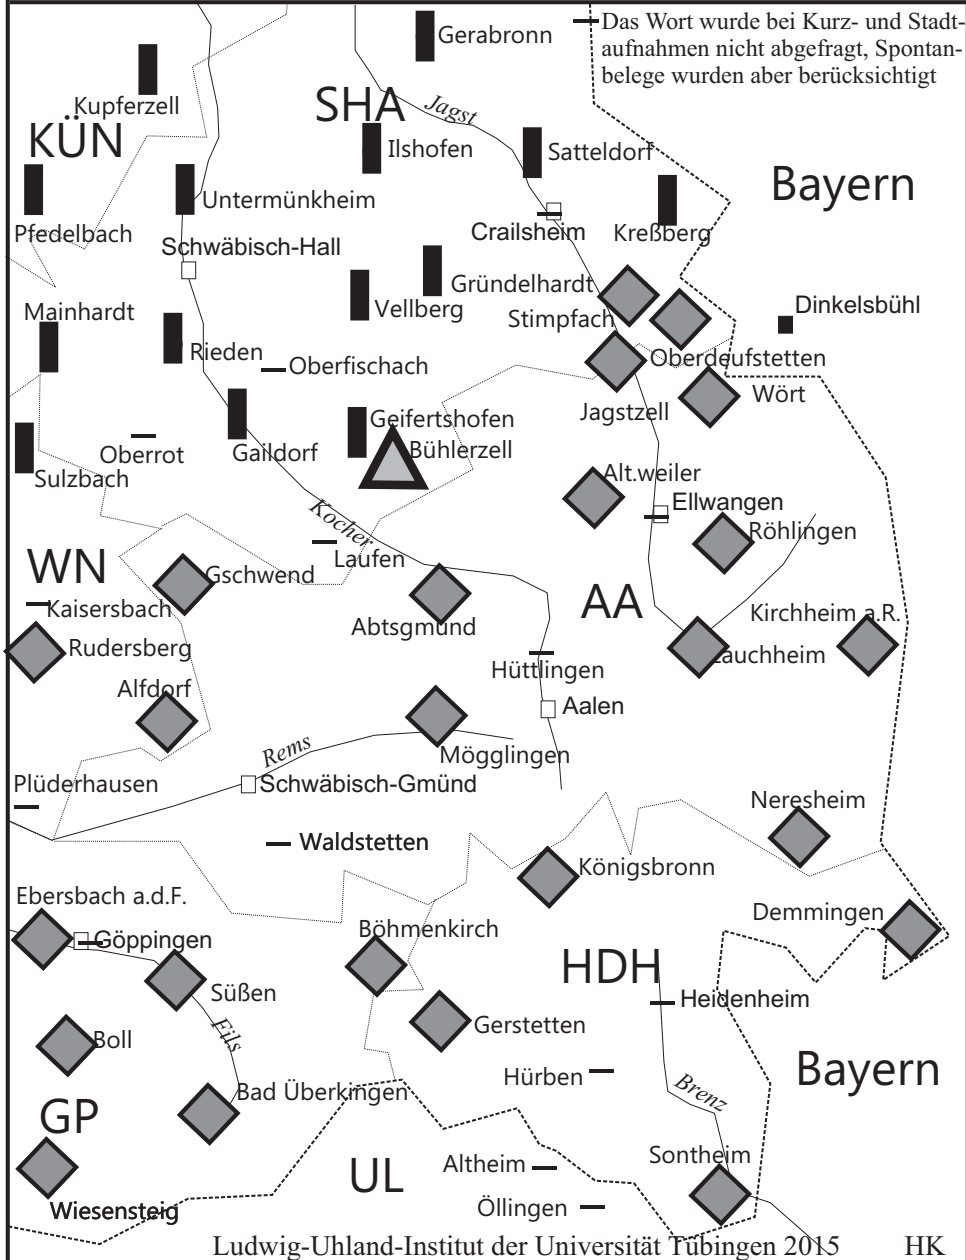 Das Wort wurde bei Kurz- und Stadt-
aufnahmen nicht abgefragt, Spontan-
belege wurden aber berücksichtigt
Gerabronn
Kupferzell
SHA
Jagst
KÜN
Ilshofen
Satteldorf
Bayern
Untermünkheim
Pfedelbach
Crailsheim
Kreßberg
Schwäbisch-Hall
Gründelhardt
Vellberg
Stimpfach
Dinkelsbühl
Mainhardt
Rieden
Oberfischach
Oberdeufstetten
Wört
Jagstzell
Geifertshofen
Bühlerzell
Oberrot
Gaildorf
Sulzbach
Alt.weiler
Ellwangen
Kocher
Röhlingen
Laufen
WN
Gschwend
AA
Kaisersbach
Kirchheim a.R.
Abtsgmünd
Rudersberg
Lauchheim
Hüttlingen
Alfdorf
Aalen
Rems
Mögglingen
Plüderhausen
Schwäbisch-Gmünd
Neresheim
Waldstetten
Königsbronn
Ebersbach a.d.F.
Demmingen
Böhmenkirch
Göppingen
HDH
Süßen
Heidenheim
Gerstetten
Fils
Boll
Bayern
Hürben
Bad Überkingen
Brenz
GP
Sontheim
Altheim
UL
Wiesensteig
Öllingen
Ludwig-Uhland-Institut der Universität Tübingen 2015 HK